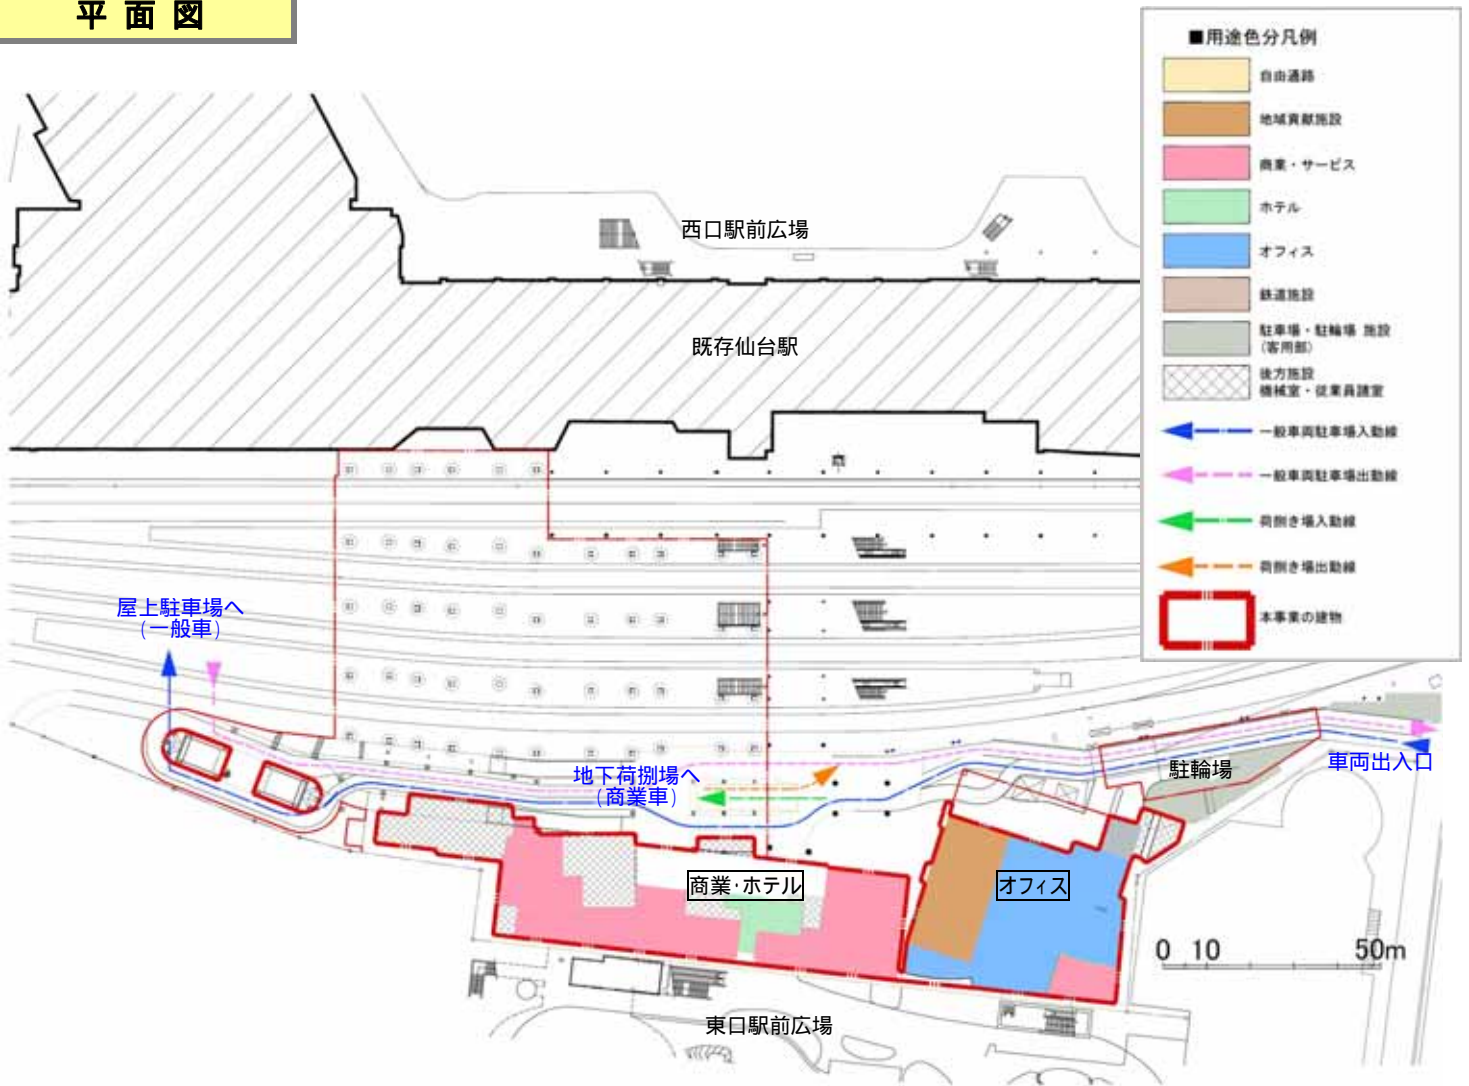 平面図
■用途色分凡例
自由通路
地域貢献施設
商業・サービス
ホテル
オフィス
鉄道施設
駐車場・駐輪場 施設
(客用部)
後方施設
機械室・従業員諸室
一般車両駐車場入動線
一般車両駐車場出動線
荷捌き場入動線
荷捌き場出動線
本事業の建物
西口駅前広場
既存仙台駅
屋上駐車場へ
(一般車)
地下荷捌場へ
(商業車)
駐輪場
車両出入口
商業・ホテル
オフィス
0 10 50m
東口駅前広場